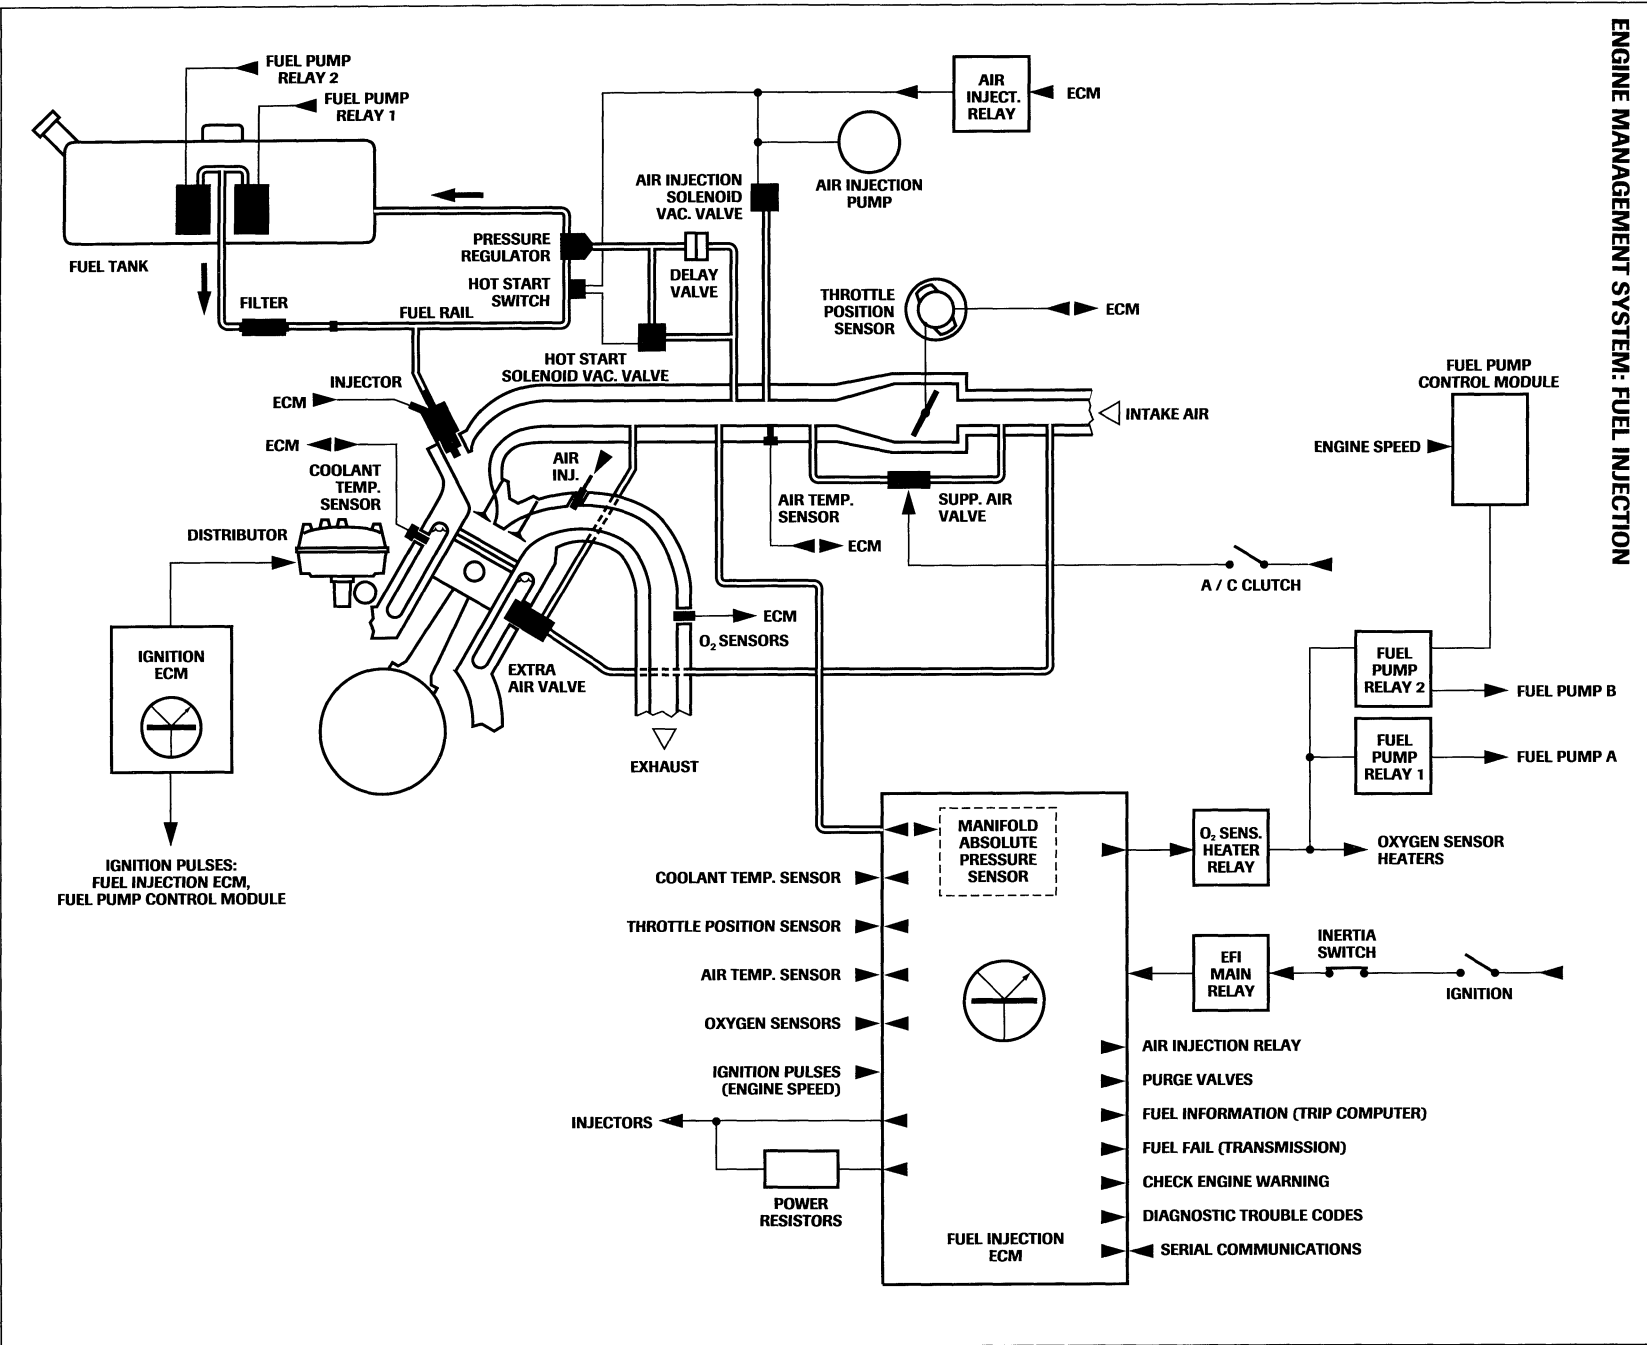 ENGINE MANAGEMENT SYSTEM: FUEL INJECTION
FUEL PUMP
RELAY 2
FUEL PUMP
RELAY 1
AIR
INJECT.
RELAY
ECM
AIR INJECTION
SOLENOID
VAC. VALVE
AIR INJECTION
PUMP
FUEL TANK
PRESSURE
REGULATOR
HOT START
SWITCH
DELAY
VALVE
FILTER
FUEL RAIL
THROTTLE
POSITION
SENSOR
ECM
HOT START
SOLENOID VAC. VALVE
INJECTOR
ECM
INTAKE AIR
FUEL PUMP
CONTROL MODULE
ENGINE SPEED
ECM
COOLANT
TEMP.
SENSOR
AIR
INJ.
AIR TEMP.
SENSOR
SUPP. AIR
VALVE
ECM
DISTRIBUTOR
A / C CLUTCH
ECM
O2 SENSORS
IGNITION
ECM
EXTRA
AIR VALVE
EXHAUST
FUEL
PUMP
RELAY 2
FUEL PUMP B
FUEL
PUMP
RELAY 1
FUEL PUMP A
IGNITION PULSES:
FUEL INJECTION ECM,
FUEL PUMP CONTROL MODULE
MANIFOLD
ABSOLUTE
PRESSURE
SENSOR
O2 SENS.
HEATER
RELAY
OXYGEN SENSOR
HEATERS
COOLANT TEMP. SENSOR
THROTTLE POSITION SENSOR
AIR TEMP. SENSOR
OXYGEN SENSORS
IGNITION PULSES
(ENGINE SPEED)
INJECTORS
POWER
RESISTORS
EFI
MAIN
RELAY
INERTIA
SWITCH
IGNITION
AIR INJECTION RELAY
PURGE VALVES
FUEL INFORMATION (TRIP COMPUTER)
FUEL FAIL (TRANSMISSION)
CHECK ENGINE WARNING
DIAGNOSTIC TROUBLE CODES
SERIAL COMMUNICATIONS
FUEL INJECTION
ECM